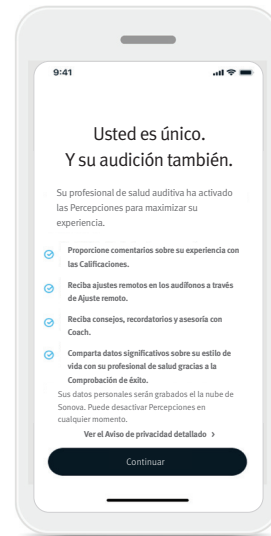 9:41
Usted es único.
Y su audición también.
Su profesional de salud auditiva ha activado
las Percepciones para maximizar su
experiencia.
Proporcione comentarios sobre su experiencia con
las Calificaciones.
Reciba ajustes remotos en los audífonos a través
de Ajuste remoto.
Reciba consejos, recordatorios y asesoría con
Coach.
Comparta datos significativos sobre su estilo de
vida con su profesional de salud gracias a la
Comprobación de éxito.
Sus datos personales serán grabados el la nube de
Sonova. Puede desactivar Percepciones en
cualquier momento.
Ver el Aviso de privacidad detallado ›
Continuar